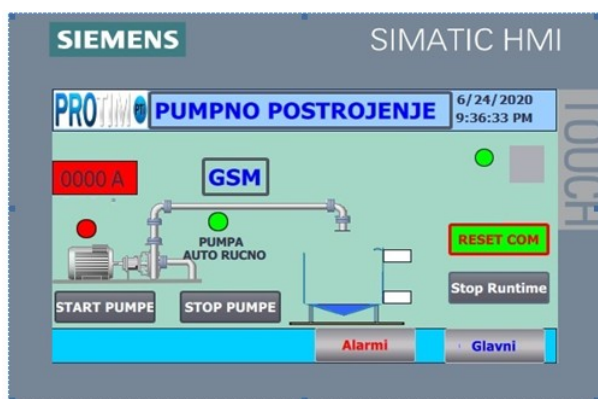 SIEMENS
SIMATIC HMI
TOUCH
PROTIM PT
PUMPNO POSTROJENJE
6/24/2020
9:36:33 PM
0000 A
GSM
PUMPA
AUTO RUCNO
RESET COM
START PUMPE
STOP PUMPE
Stop Runtime
Alarmi
Glavni